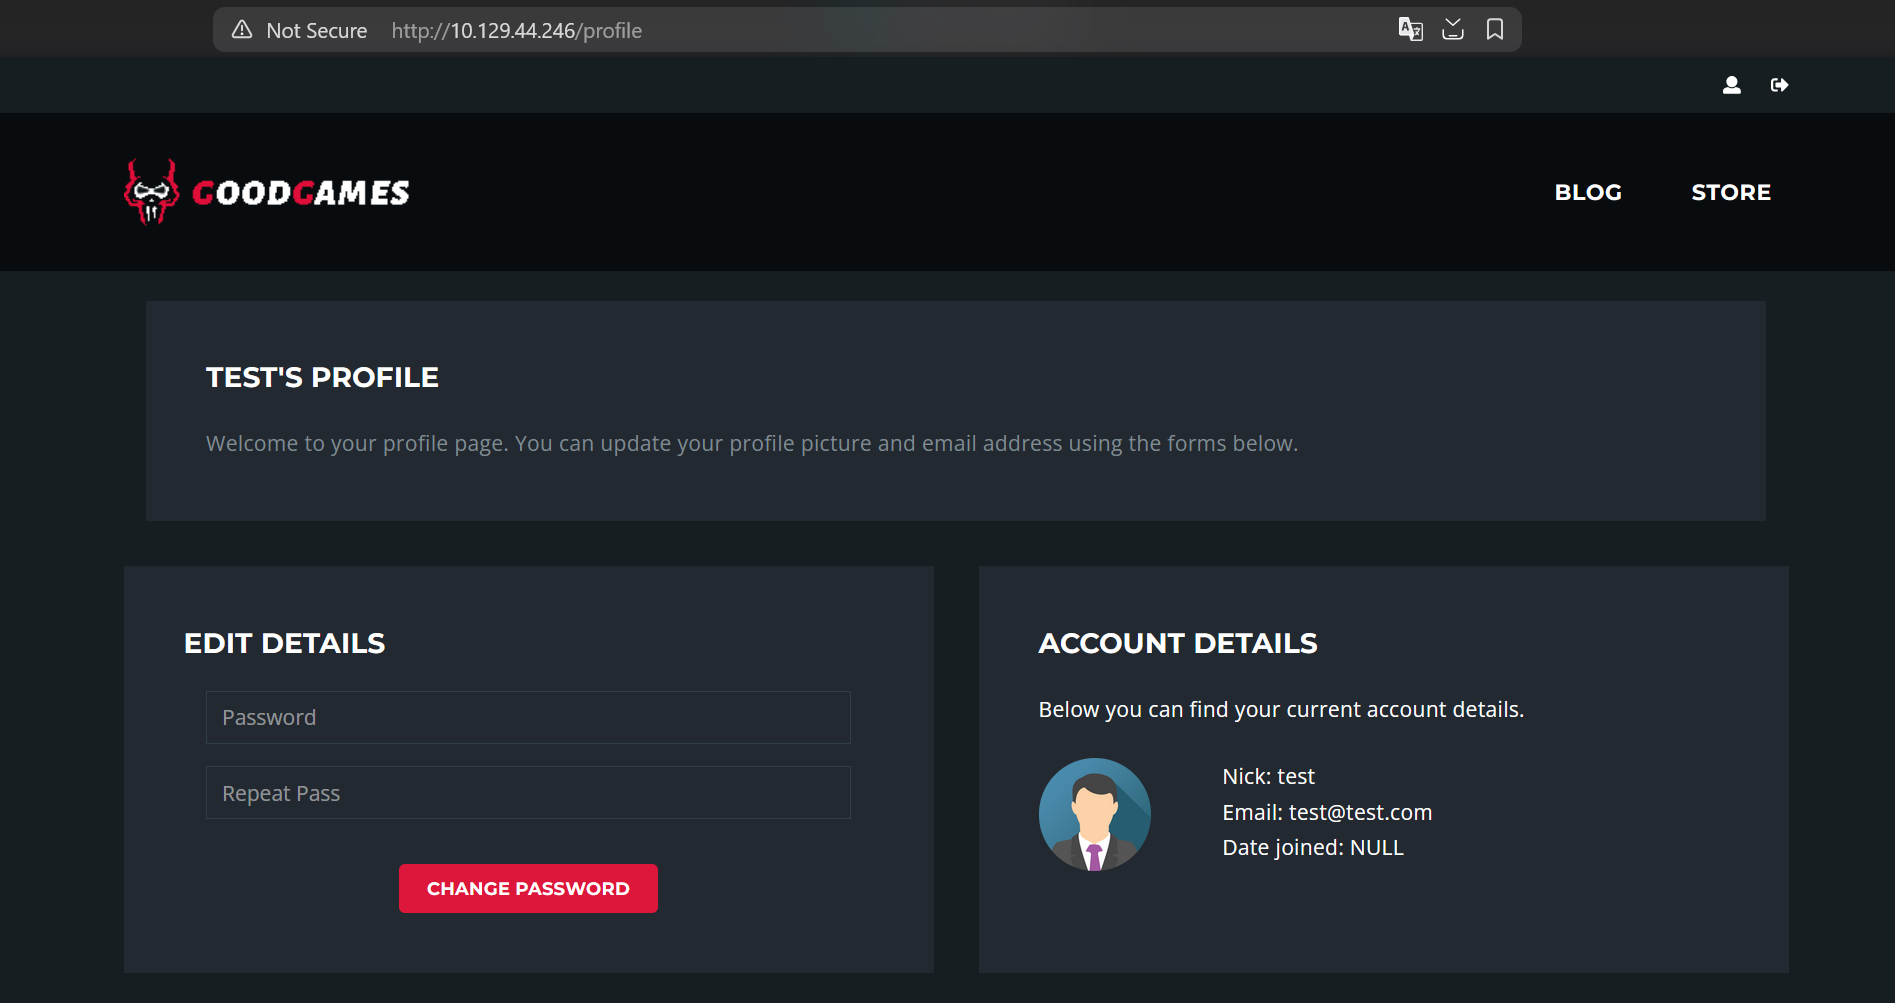 Not Secure http://10.129.44.246/profile
GOODGAMES
BLOG STORE
TEST'S PROFILE
Welcome to your profile page. You can update your profile picture and email address using the forms below.
EDIT DETAILS
Password
Repeat Pass
CHANGE PASSWORD
ACCOUNT DETAILS
Below you can find your current account details.
Nick: test
Email: test@test.com
Date joined: NULL